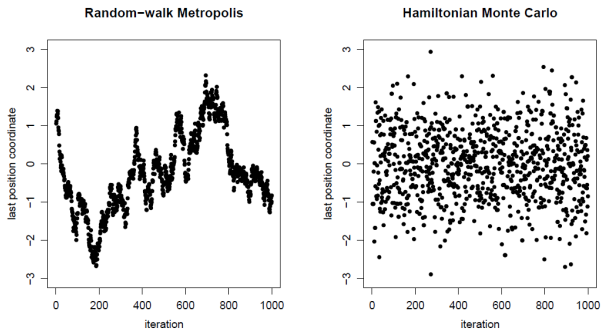 Random−walk Metropolis
Hamiltonian Monte Carlo
last position coordinate
3
2
1
0
−1
−2
−3
0 200 400 600 800 1000
iteration
last position coordinate
3
2
1
0
−1
−2
−3
0 200 400 600 800 1000
iteration